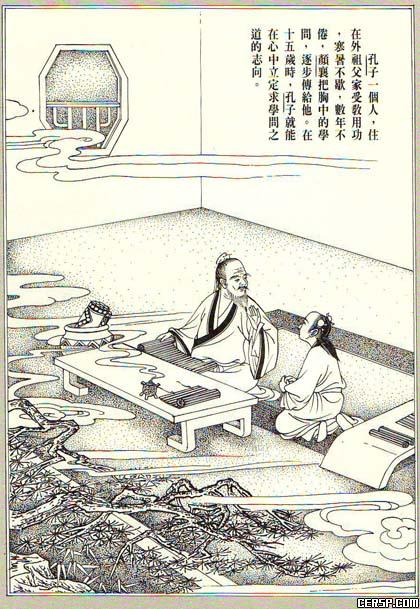 孔子一個人，住
在外祖父家受教用功
，寒暑不歇，數年不
倦，顏襄把胸中的學
問，逐步傳給他。在
十五歲時，孔子就能
在心中立定求學問之
道的志向。
CERSP.COM